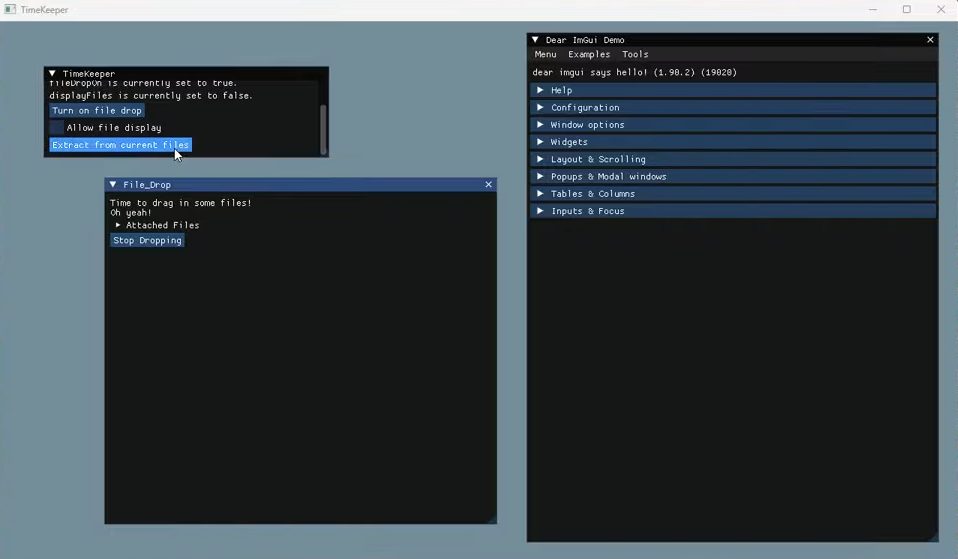 TimeKeeper
TimeKeeper
fileDropOn is currently set to true.
displayFiles is currently set to false.
Turn on file drop
Allow file display
Extract from current files
File_Drop
Time to drag in some files!
Oh yeah!
Attached Files
Stop Dropping
Dear ImGui Demo
Menu Examples Tools
dear imgui says hello! (1.90.2) (19020)
Help
Configuration
Window options
Widgets
Layout & Scrolling
Popups & Modal windows
Tables & Columns
Inputs & Focus